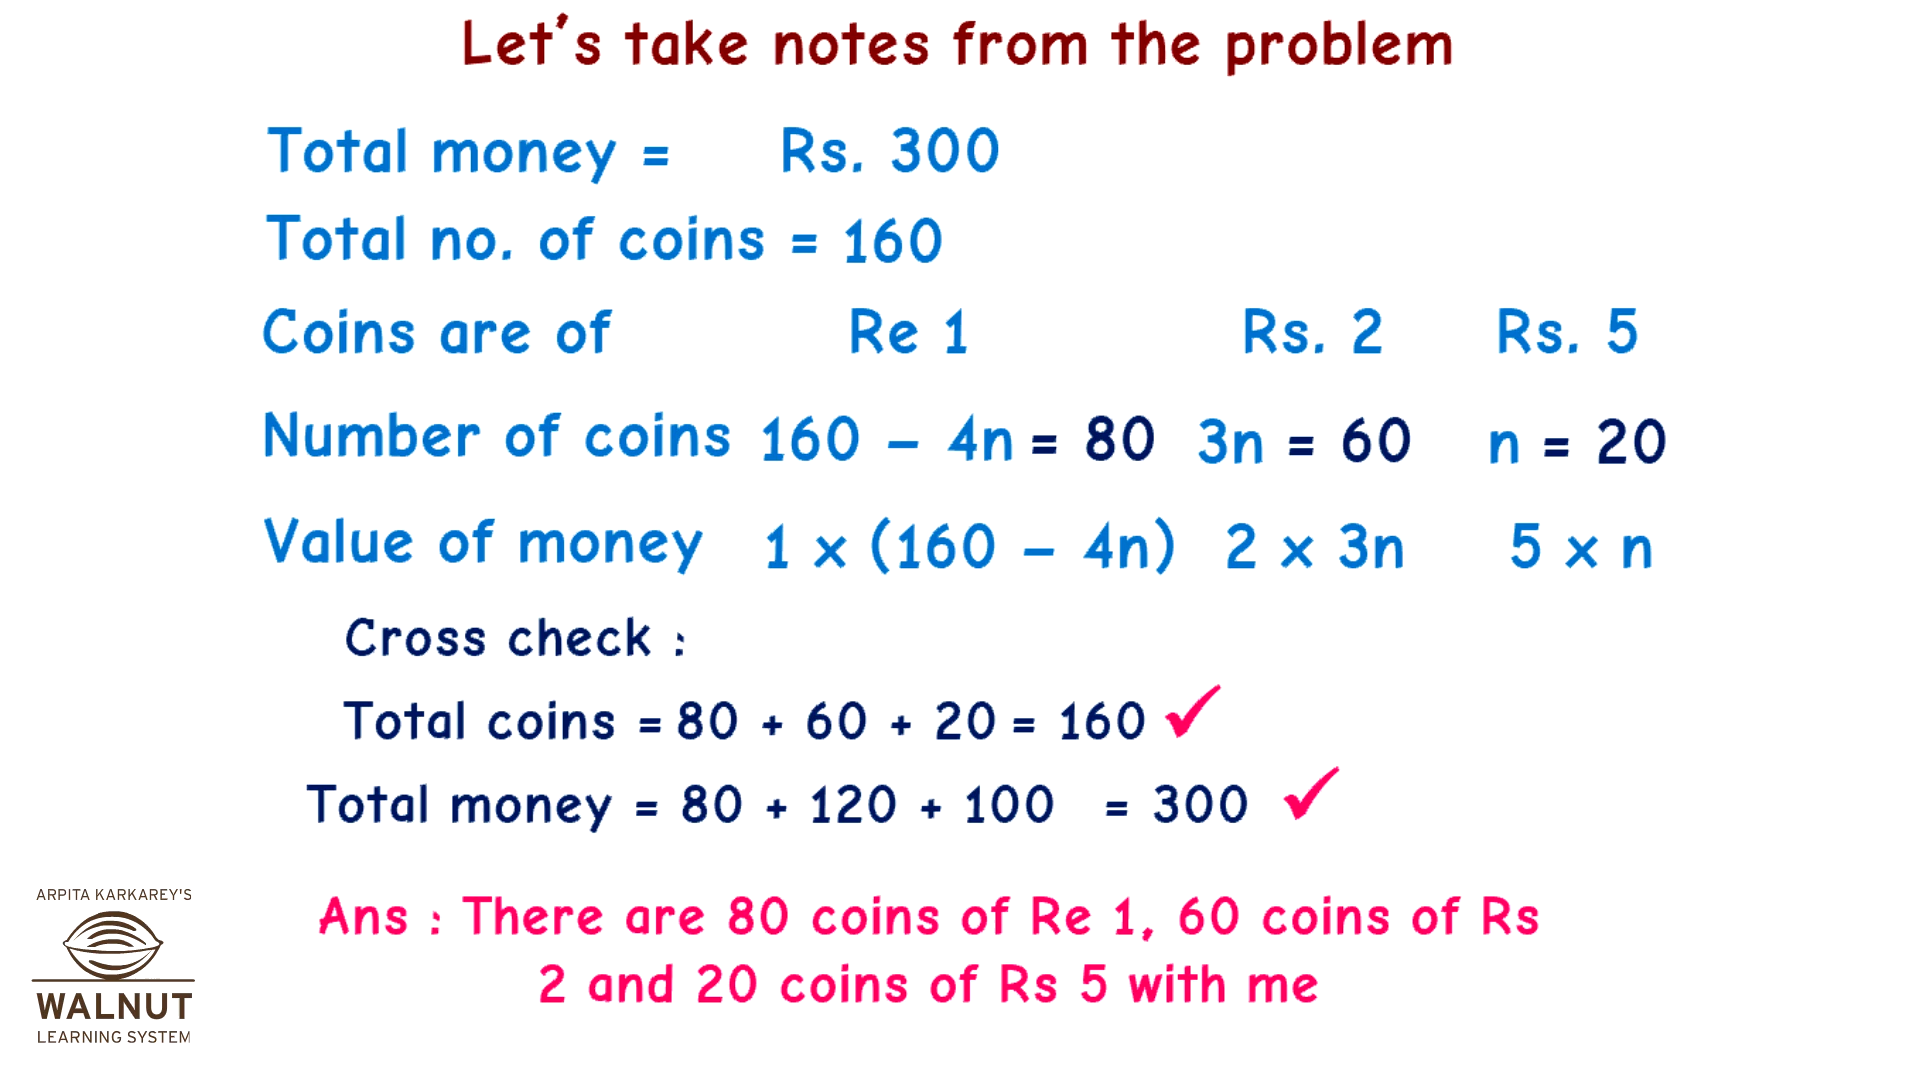 Let's take notes from the problem
Total money = Rs. 300
Total no. of coins = 160
Coins are of Re 1 Rs. 2 Rs. 5
Number of coins 160 – 4n = 80 3n = 60 n = 20
Value of money 1 x (160 – 4n) 2 x 3n 5 x n
Cross check :
Total coins = 80 + 60 + 20 = 160 ✓
Total money = 80 + 120 + 100 = 300 ✓
Ans : There are 80 coins of Re 1, 60 coins of Rs
2 and 20 coins of Rs 5 with me
ARPITA KARKAREY'S
WALNUT
LEARNING SYSTEM